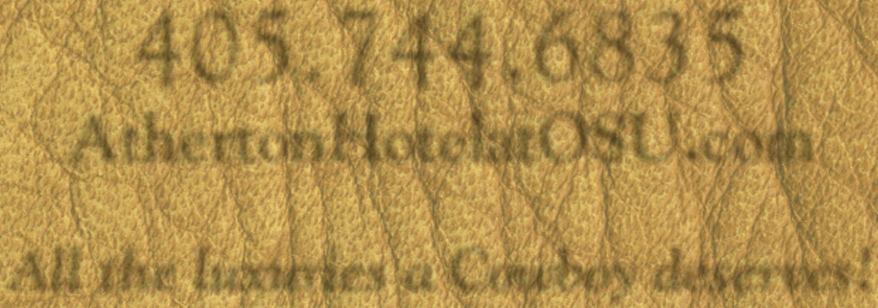 405.744.6835
AthertonHotelatOSU.com
All the luxuries a Cowboy deserves!